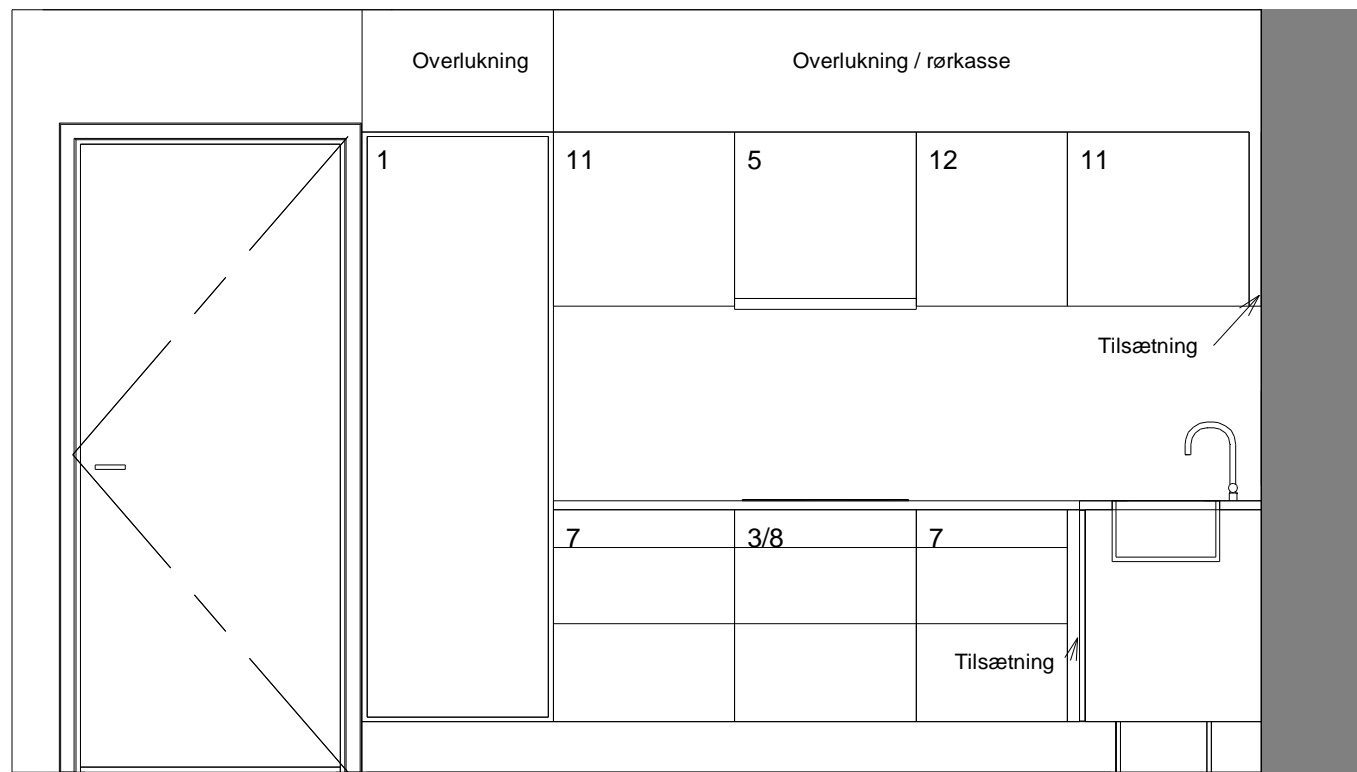 Overlukning
Overlukning / rørkasse
1
11
5
12
11
Tilsætning
7
3/8
7
Tilsætning